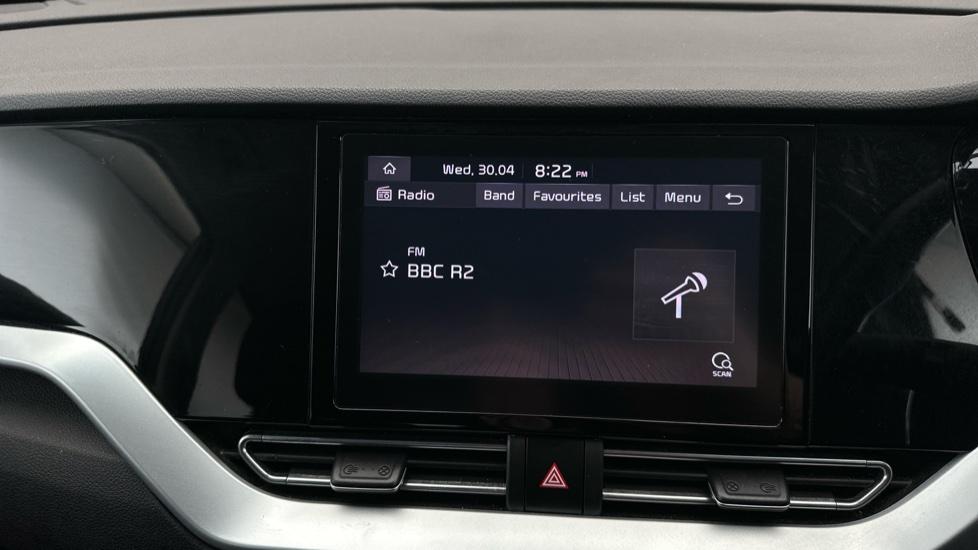 Wed, 30.04 8:22 PM
Radio Band Favourites List Menu
FM
BBC R2
SCAN